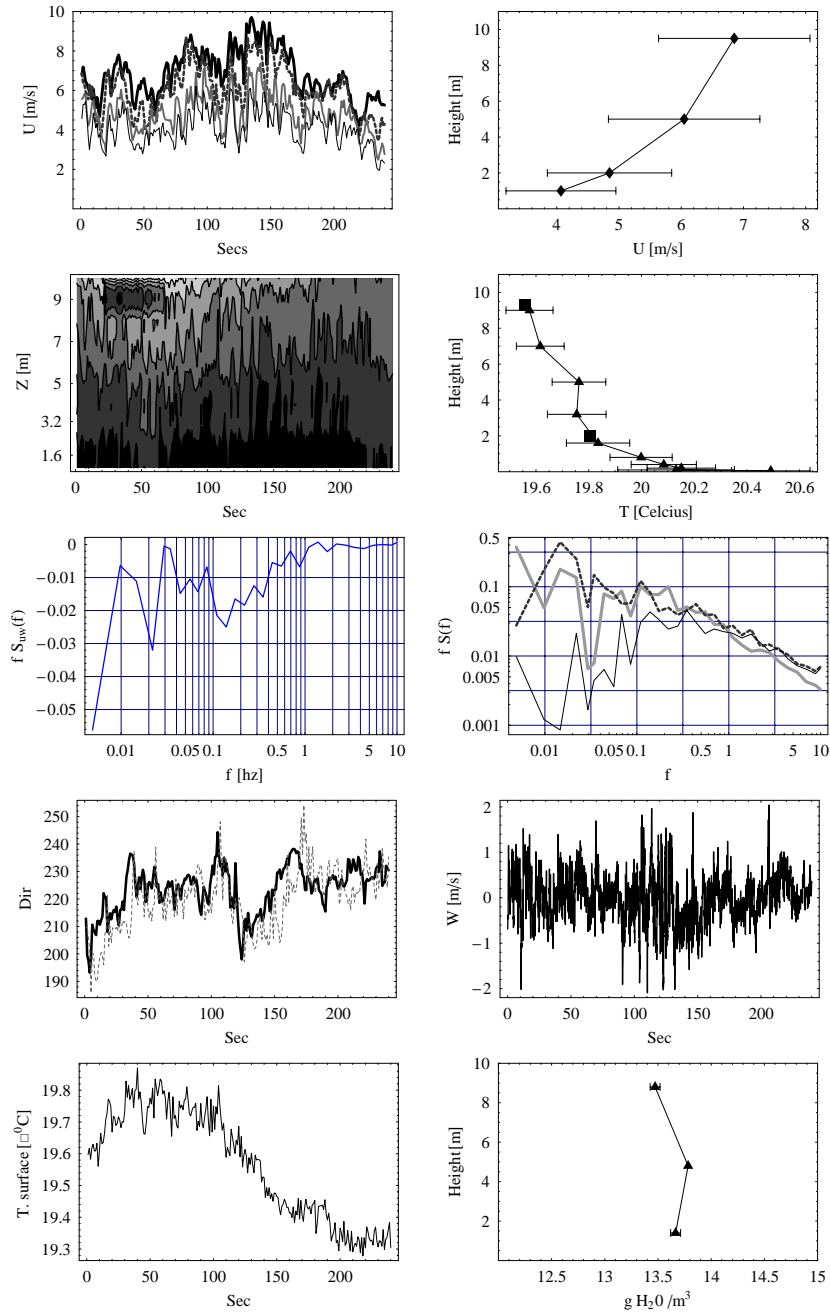 10
8
6
4
2
U [m/s]
0 50 100 150 200
Secs
10
8
6
4
2
Height [m]
4 5 6 7 8
U [m/s]
9
7
5
3.2
1.6
Z [m]
0 50 100 150 200
Sec
10
8
6
4
2
Height [m]
19.6 19.8 20 20.2 20.4 20.6
T [Celcius]
0
−0.01
−0.02
−0.03
−0.04
−0.05
f Suw(f)
0.01 0.05 0.1 0.5 1 5 10
f [hz]
0.5
0.1
0.05
0.01
0.005
0.001
f S(f)
0.01 0.05 0.1 0.5 1 5 10
f
250
240
230
220
210
200
190
Dir
0 50 100 150 200
Sec
2
1
0
−1
−2
W [m/s]
0 50 100 150 200
Sec
19.8
19.7
19.6
19.5
19.4
19.3
T. surface [□⁰C]
0 50 100 150 200
Sec
10
8
6
4
2
Height [m]
12.5 13 13.5 14 14.5 15
g H₂0 /m³